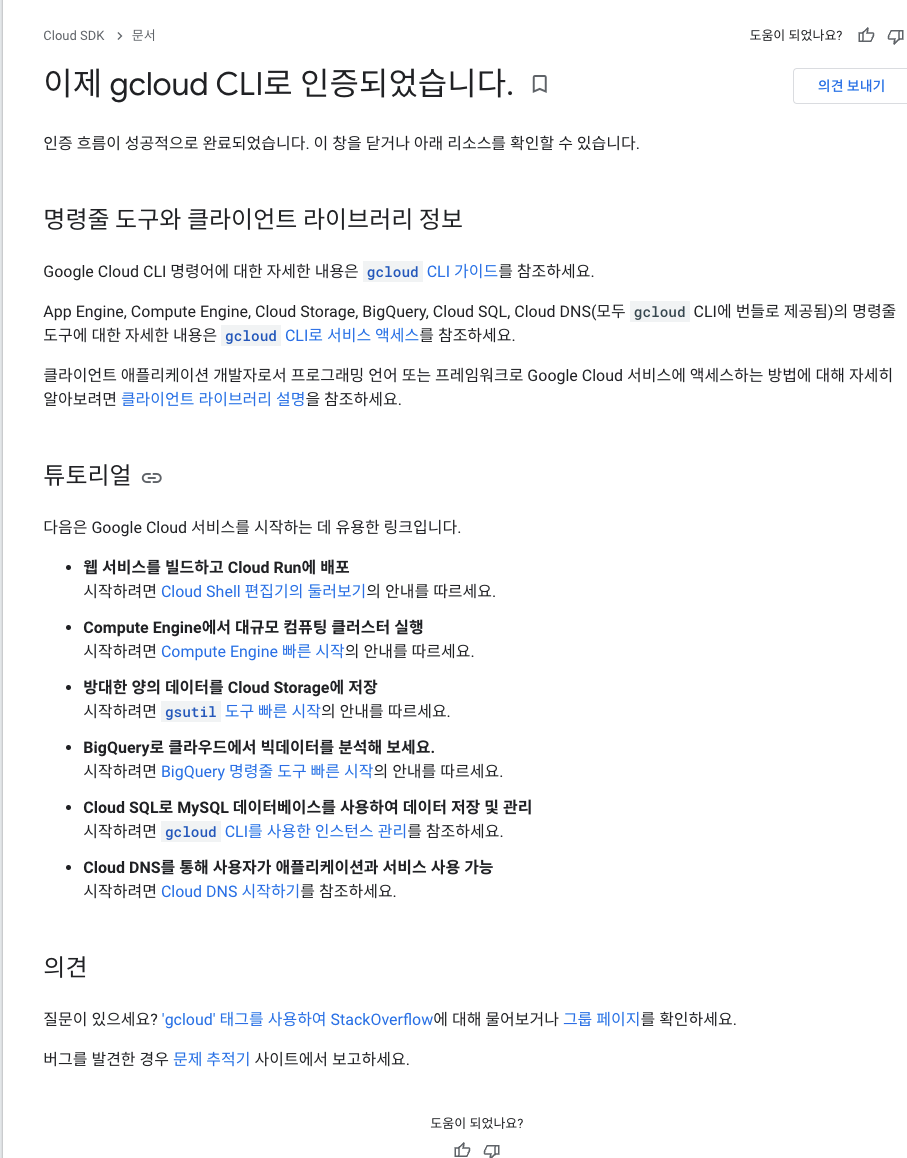 Cloud SDK > 문서
도움이 되었나요?
이제 gcloud CLI로 인증되었습니다.
의견 보내기
인증 흐름이 성공적으로 완료되었습니다. 이 창을 닫거나 아래 리소스를 확인할 수 있습니다.
명령줄 도구와 클라이언트 라이브러리 정보
Google Cloud CLI 명령어에 대한 자세한 내용은 gcloud CLI 가이드를 참조하세요.
App Engine, Compute Engine, Cloud Storage, BigQuery, Cloud SQL, Cloud DNS(모두 gcloud CLI에 번들로 제공됨)의 명령줄
도구에 대한 자세한 내용은 gcloud CLI로 서비스 액세스를 참조하세요.
클라이언트 애플리케이션 개발자로서 프로그래밍 언어 또는 프레임워크로 Google Cloud 서비스에 액세스하는 방법에 대해 자세히
알아보려면 클라이언트 라이브러리 설명을 참조하세요.
튜토리얼
다음은 Google Cloud 서비스를 시작하는 데 유용한 링크입니다.
• 웹 서비스를 빌드하고 Cloud Run에 배포
시작하려면 Cloud Shell 편집기의 둘러보기의 안내를 따르세요.
• Compute Engine에서 대규모 컴퓨팅 클러스터 실행
시작하려면 Compute Engine 빠른 시작의 안내를 따르세요.
• 방대한 양의 데이터를 Cloud Storage에 저장
시작하려면 gsutil 도구 빠른 시작의 안내를 따르세요.
• BigQuery로 클라우드에서 빅데이터를 분석해 보세요.
시작하려면 BigQuery 명령줄 도구 빠른 시작의 안내를 따르세요.
• Cloud SQL로 MySQL 데이터베이스를 사용하여 데이터 저장 및 관리
시작하려면 gcloud CLI를 사용한 인스턴스 관리를 참조하세요.
• Cloud DNS를 통해 사용자가 애플리케이션과 서비스 사용 가능
시작하려면 Cloud DNS 시작하기를 참조하세요.
의견
질문이 있으세요? 'gcloud' 태그를 사용하여 StackOverflow에 대해 물어보거나 그룹 페이지를 확인하세요.
버그를 발견한 경우 문제 추적기 사이트에서 보고하세요.
도움이 되었나요?